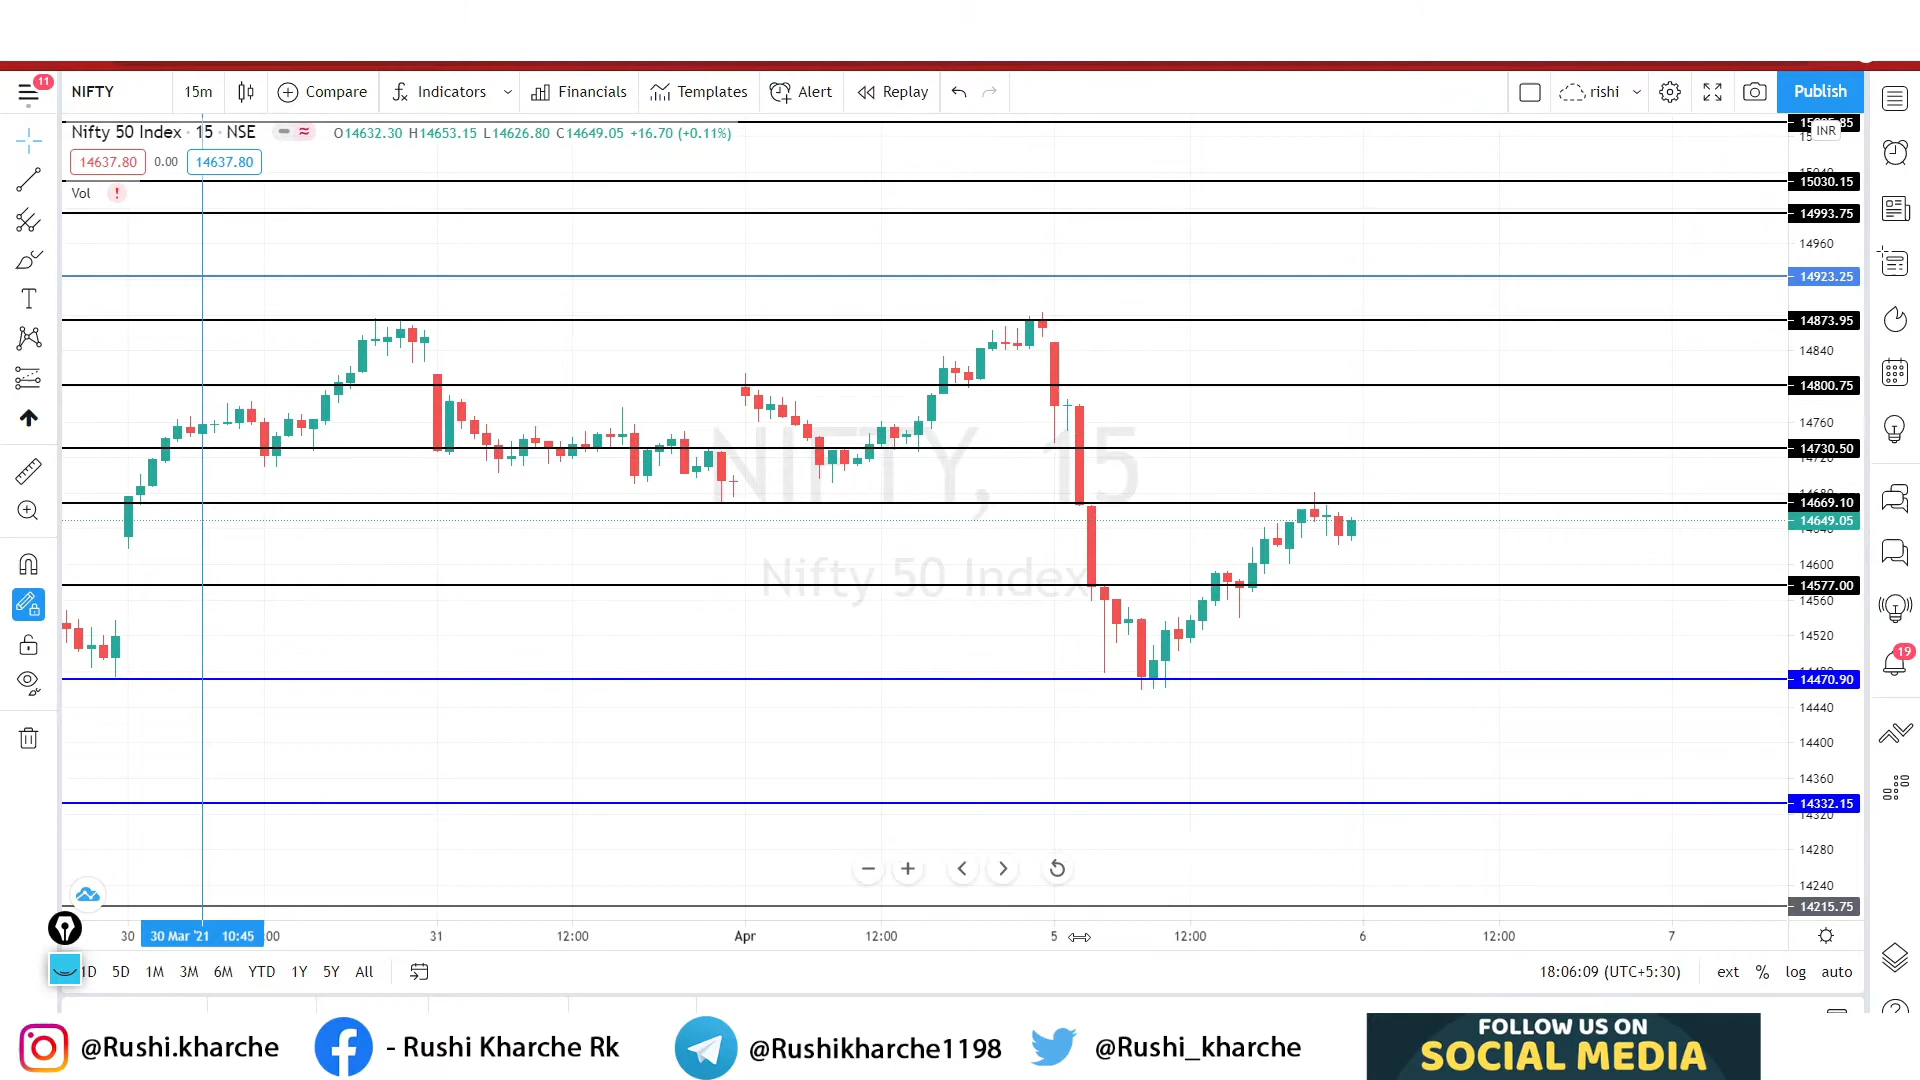 11
NIFTY
15m
Compare
Indicators
Financials
Templates
Alert
Replay
rishi
Publish
Nifty 50 Index · 15 · NSE
O14632.30 H14653.15 L14626.80 C14649.05 +16.70 (+0.11%)
INR
14637.80
0.00
14637.80
Vol
!
15030.15
14993.75
14960
14923.25
14873.95
14840
14800.75
14760
14730.50
14720
14669.10
14649.05
14600
14577.00
14560
14520
14470.90
14440
14400
14360
14332.15
14320
14280
14240
14215.75
NIFTY, 15
Nifty 50 Index
19
30
30 Mar '21 10:45
:00
31
12:00
Apr
12:00
5
12:00
6
12:00
7
1D
5D
1M
3M
6M
YTD
1Y
5Y
All
18:06:09 (UTC+5:30)
ext
%
log
auto
@Rushi.kharche
- Rushi Kharche Rk
@Rushikharche1198
@Rushi_kharche
FOLLOW US ON
SOCIAL MEDIA